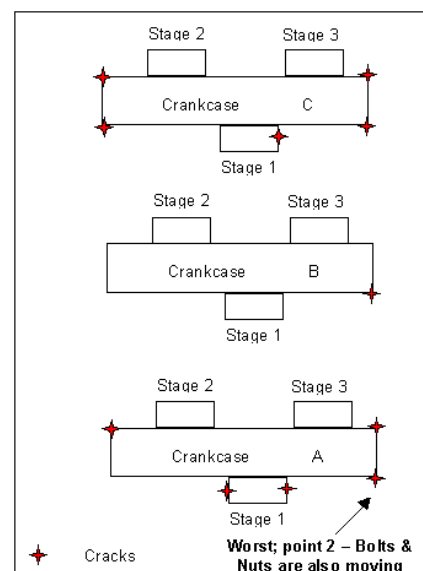 Stage 2
Stage 3
Crankcase C
Stage 1
Stage 2
Stage 3
Crankcase B
Stage 1
Stage 2
Stage 3
Crankcase A
Stage 1
Worst; point 2 – Bolts &
Nuts are also moving
Cracks